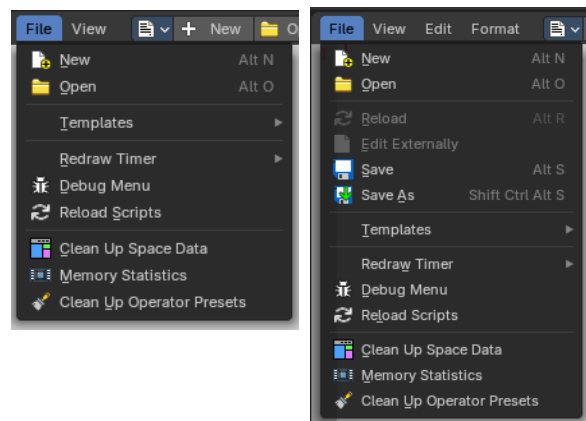 File View New O
New Alt N
Open Alt O
Templates
Redraw Timer
Debug Menu
Reload Scripts
Clean Up Space Data
Memory Statistics
Clean Up Operator Presets
File View Edit Format
New Alt N
Open Alt O
Reload Alt R
Edit Externally
Save Alt S
Save As Shift Ctrl Alt S
Templates
Redraw Timer
Debug Menu
Reload Scripts
Clean Up Space Data
Memory Statistics
Clean Up Operator Presets